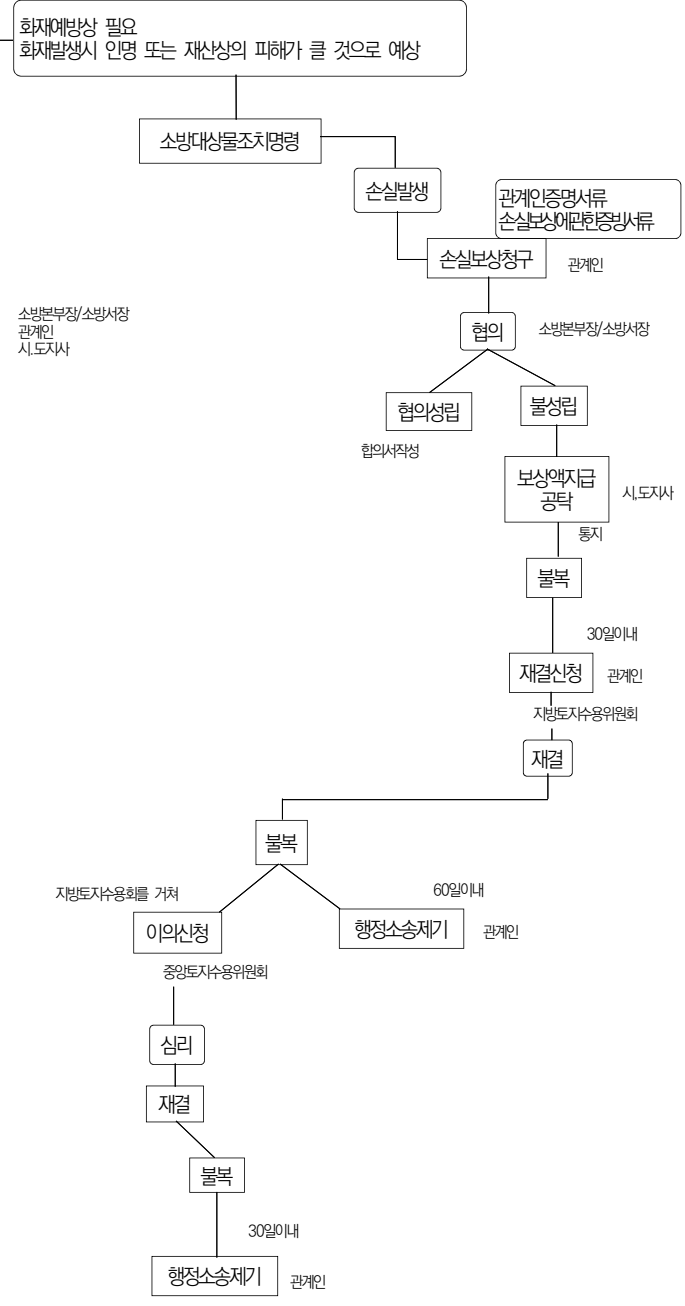 화재예방상 필요
화재발생시 인명 또는 재산상의 피해가 클 것으로 예상
소방대상물조치명령
손실발생
관계인증명서류
손실보상에관한증빙서류
손실보상청구
관계인
소방본부장/소방서장
관계인
시.도지사
협의
소방본부장/소방서장
협의성립
불성립
합의서작성
보상액지급
공탁
시,도지사
통지
불복
30일이내
재결신청
관계인
지방토지수용위원회
재결
불복
지방토지수용회를 거쳐
60일이내
이의신청
행정소송제기
관계인
중앙토지수용위원회
심리
재결
불복
30일이내
행정소송제기
관계인